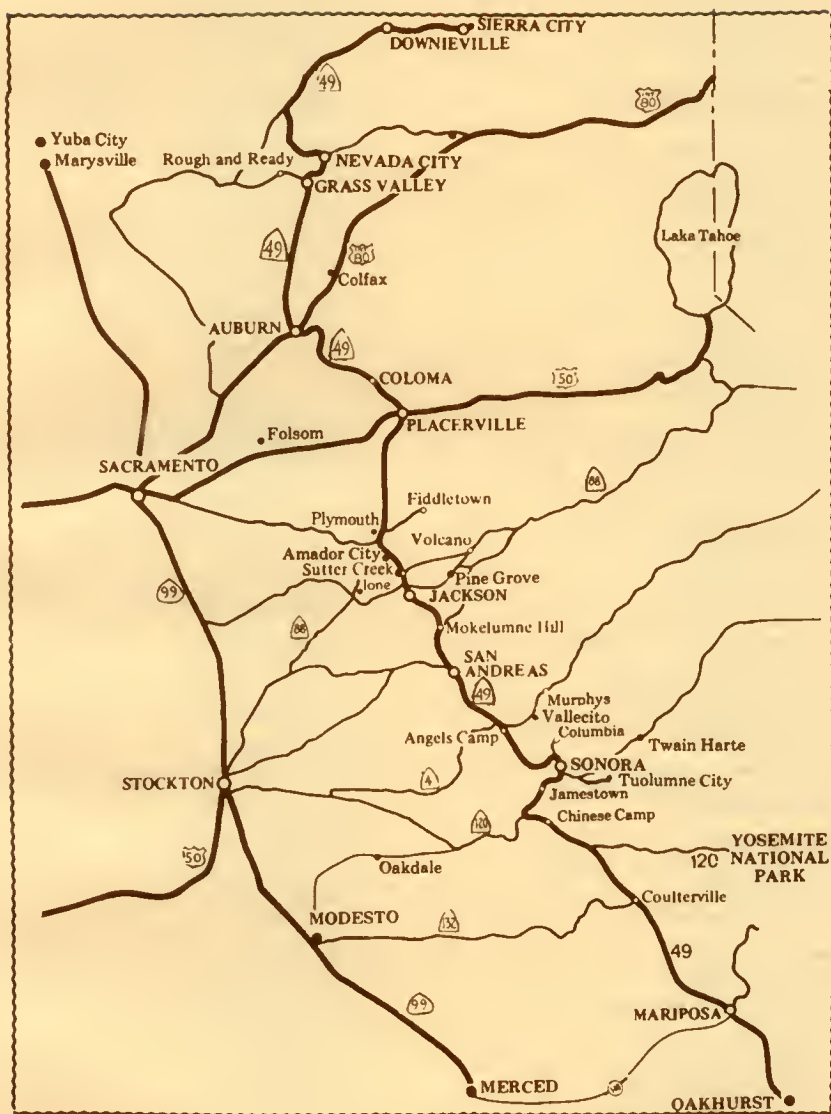 SIERRA CITY
DOWNIEVILLE
49
80
Yuba City
Marysville
Rough and Ready
NEVADA CITY
GRASS VALLEY
49
80
Colfax
Laka Tahoe
AUBURN
49
COLOMA
50
PLACERVILLE
Folsom
SACRAMENTO
88
Fiddletown
Plymouth
Volcano
Amador City
Sutter Creek
Pine Grove
Ione
JACKSON
99
88
Mokelumne Hill
SAN
ANDREAS
49
Murphys
Vallecito
Columbia
Angels Camp
Twain Harte
SONORA
STOCKTON
4
Tuolumne City
Jamestown
120
Chinese Camp
50
Oakdale
120
YOSEMITE
NATIONAL
PARK
Coulterville
MODESTO
132
49
99
MARIPOSA
MERCED
OAKHURST